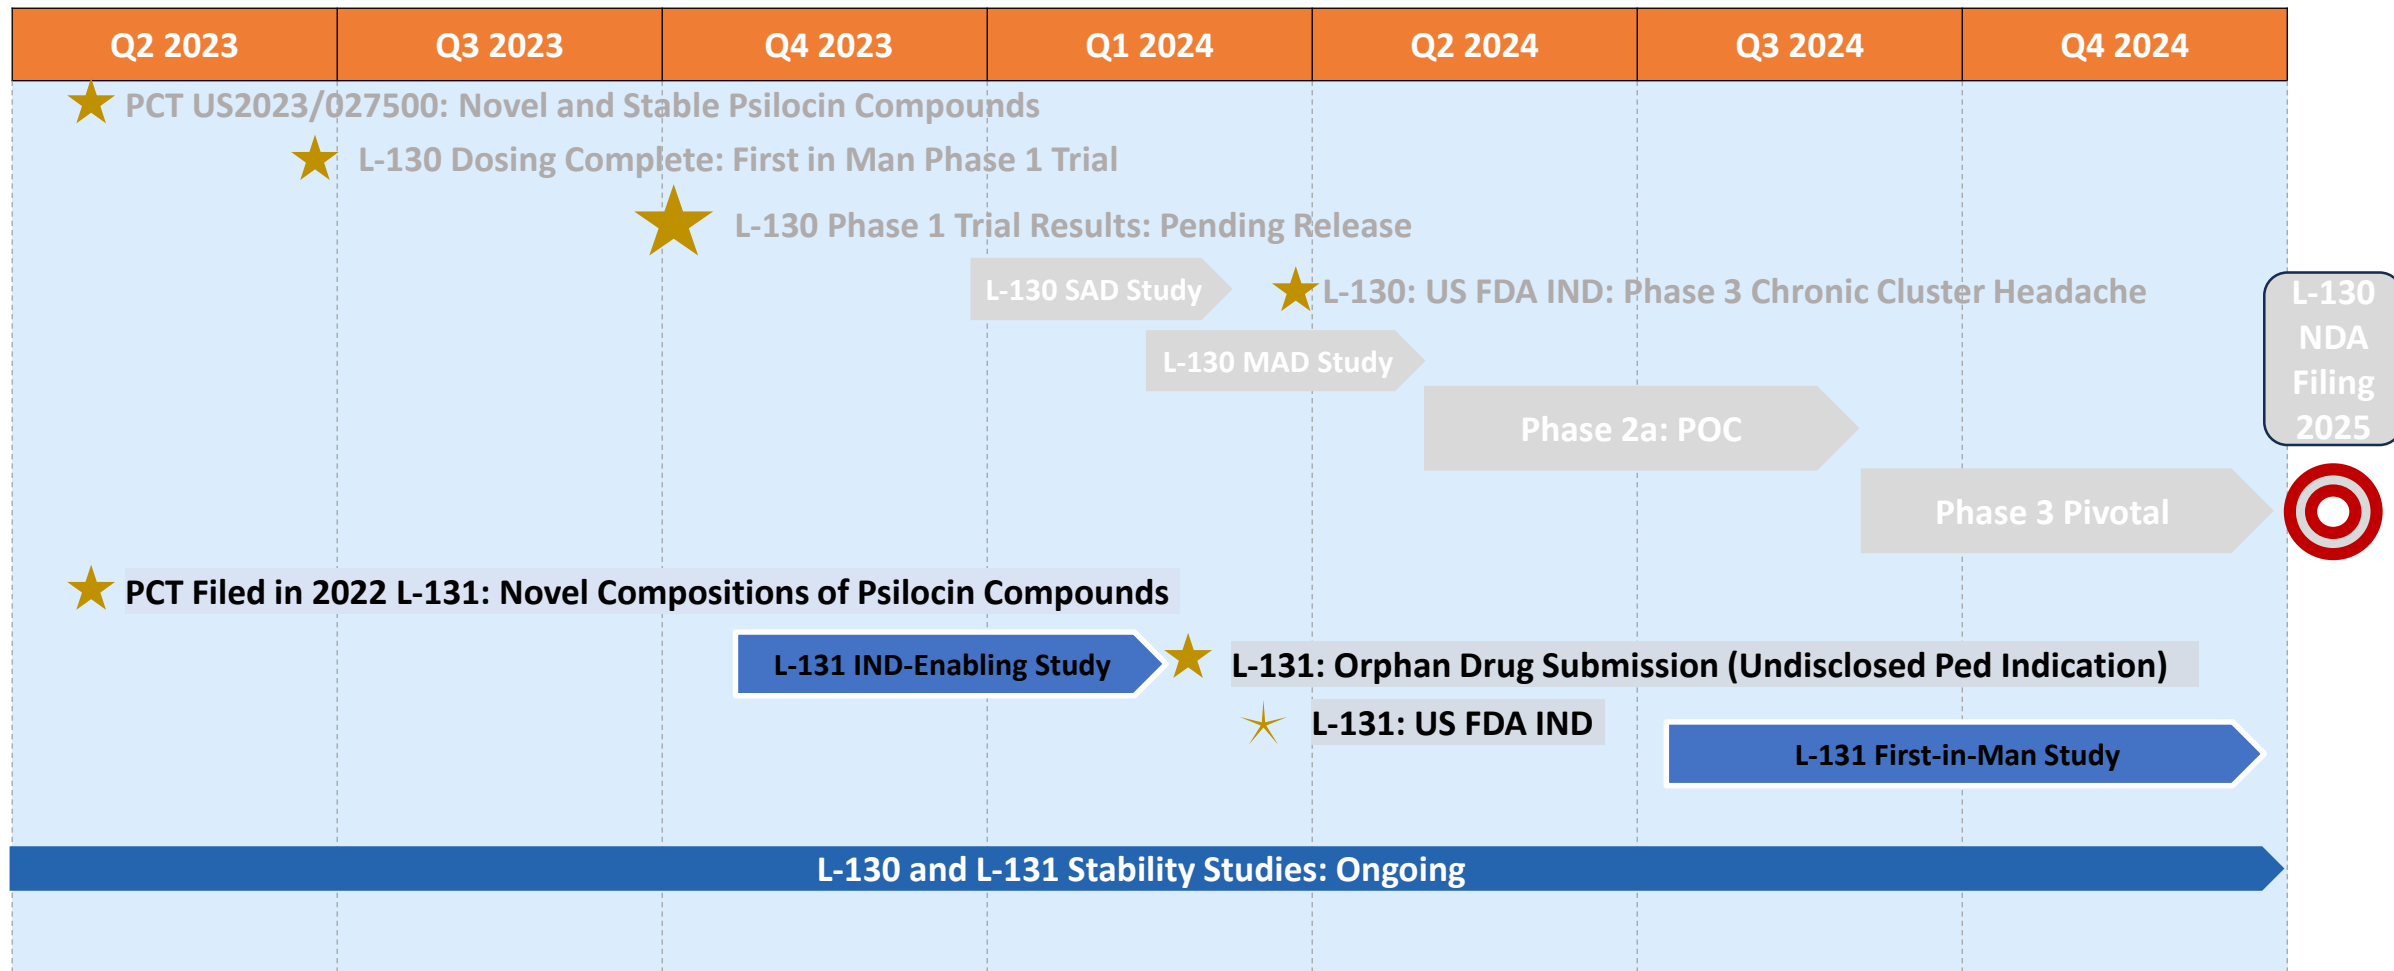 Q2 2023
Q3 2023
Q4 2023
Q1 2024
Q2 2024
Q3 2024
Q4 2024
PCT US2023/027500: Novel and Stable Psilocin Compounds
L-130 Dosing Complete: First in Man Phase 1 Trial
L-130 Phase 1 Trial Results: Pending Release
L-130 SAD Study
L-130: US FDA IND: Phase 3 Chronic Cluster Headache
L-130
NDA
Filing
2025
L-130 MAD Study
Phase 2a: POC
Phase 3 Pivotal
PCT Filed in 2022 L-131: Novel Compositions of Psilocin Compounds
L-131 IND-Enabling Study
L-131: Orphan Drug Submission (Undisclosed Ped Indication)
L-131: US FDA IND
L-131 First-in-Man Study
L-130 and L-131 Stability Studies: Ongoing